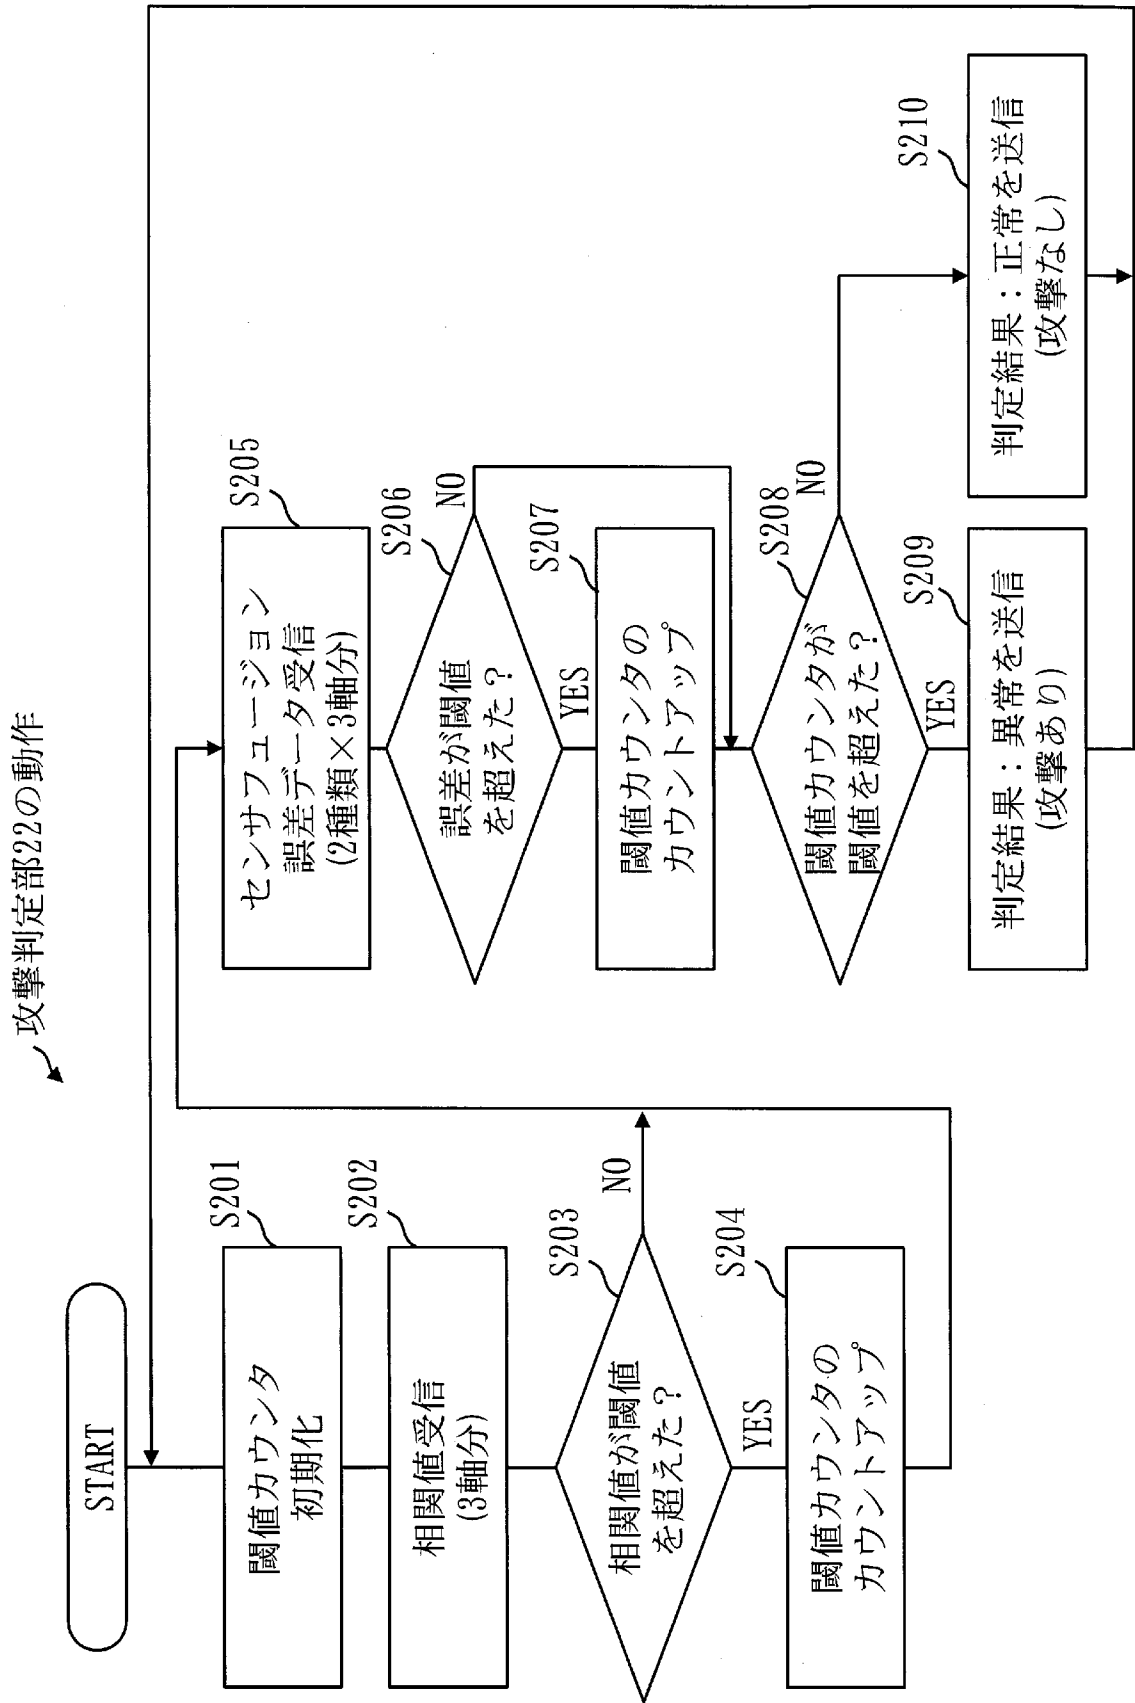 攻撃判定部22の動作
START
S201
閾値カウンタ
初期化
S202
相関値受信
(3軸分)
S203
相関値が閾値
を超えた?
NO
YES
S204
閾値カウンタの
カウントアップ
S205
センサフュージョン
誤差データ受信
(2種類×3軸分)
S206
誤差が閾値
を超えた?
NO
YES
S207
閾値カウンタの
カウントアップ
S208
閾値カウンタが
閾値を超えた?
NO
YES
S209
判定結果:異常を送信
(攻撃あり)
S210
判定結果:正常を送信
(攻撃なし)